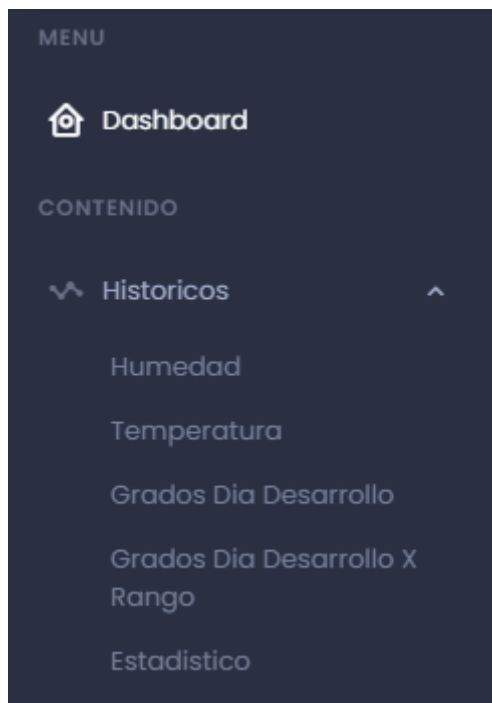 MENU
Dashboard
CONTENIDO
Historicos
Humedad
Temperatura
Grados Dia Desarrollo
Grados Dia Desarrollo X
Rango
Estadistico